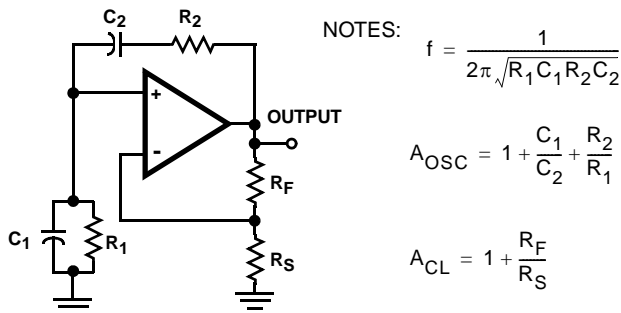 C2 R2
+
-
OUTPUT
RF
RS
C1 R1
NOTES:
f = 1 / 2π√R1C1R2C2
AOSC = 1 + C1/C2 + R2/R1
ACL = 1 + RF/RS